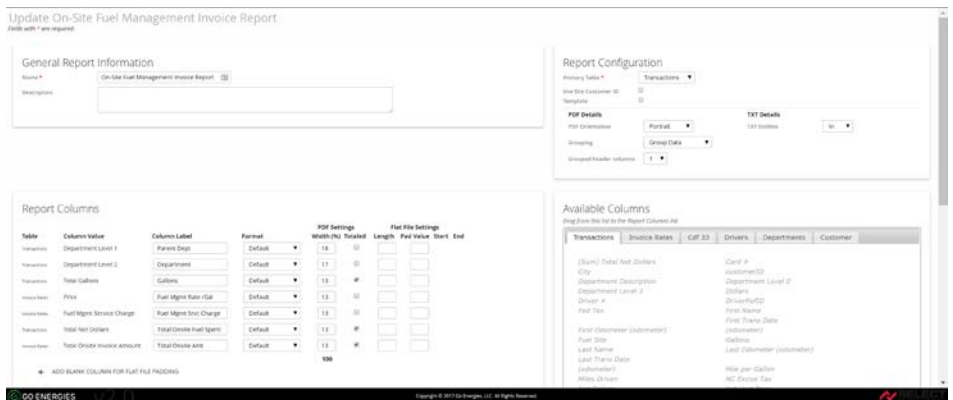 Update On-Site Fuel Management Invoice Report
Fields with * are required.
General Report Information
Name *
On-Site Fuel Management Invoice Report
Description
Report Configuration
Primary Table *
Transactions
Use Site Customer ID
Template
PDF Details
TXT Details
PDF Orientation
Portrait
TXT Endline
\n
Grouping
Group Data
Grouped header columns
1
Report Columns
PDF Settings Flat File Settings
Table Column Value Column Label Format Width (%) Totaled Length Pad Value Start End
Transactions Department Level 1 Parent Dept Default 18
Transactions Department Level 2 Department Default 17
Transactions Total Gallons Gallons Default 13
Invoice Rates Price Fuel Mgmt Rate /Gal Default 13
Invoice Rates Fuel Mgmt Service Charge Fuel Mgmt Srvc Charge Default 13
Transactions Total Net Dollars Total Onsite Fuel Spent Default 13
Invoice Rates Total Onsite Invoice Amount Total Onsite Amt Default 13
100
+ ADD BLANK COLUMN FOR FLAT FILE PADDING
Available Columns
Drag from this list to the Report Columns list
Transactions Invoice Rates Cdf 33 Drivers Departments Customer
(Sum) Total Net Dollars Card #
City customerID
Department Description Department Level 0
Department Level 3 Dollars
Driver # DriverRefID
Fed Tax First Name
First Trans Date
First Odometer (odometer) (odometer)
Fuel Site Gallons
Last Name Last Odometer (odometer)
Last Trans Date
(odometer) Mile per Gallon
Miles Driven NC Excise Tax
GO ENERGIES v2.0
Copyright © 2017 Go Energies, LLC. All Rights Reserved.
SELECT